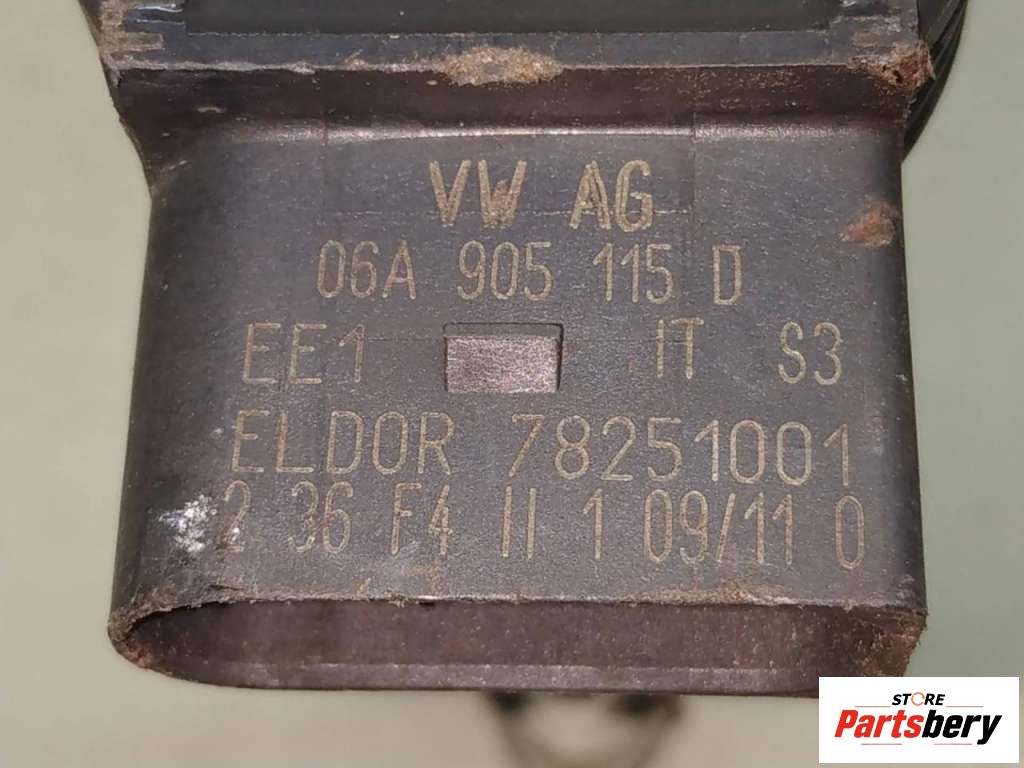 VW AG
06A 905 115 D
EE1 IT S3
ELDOR 78251001
2 36 F4 II 1 09/11 0
STORE
Partsbery